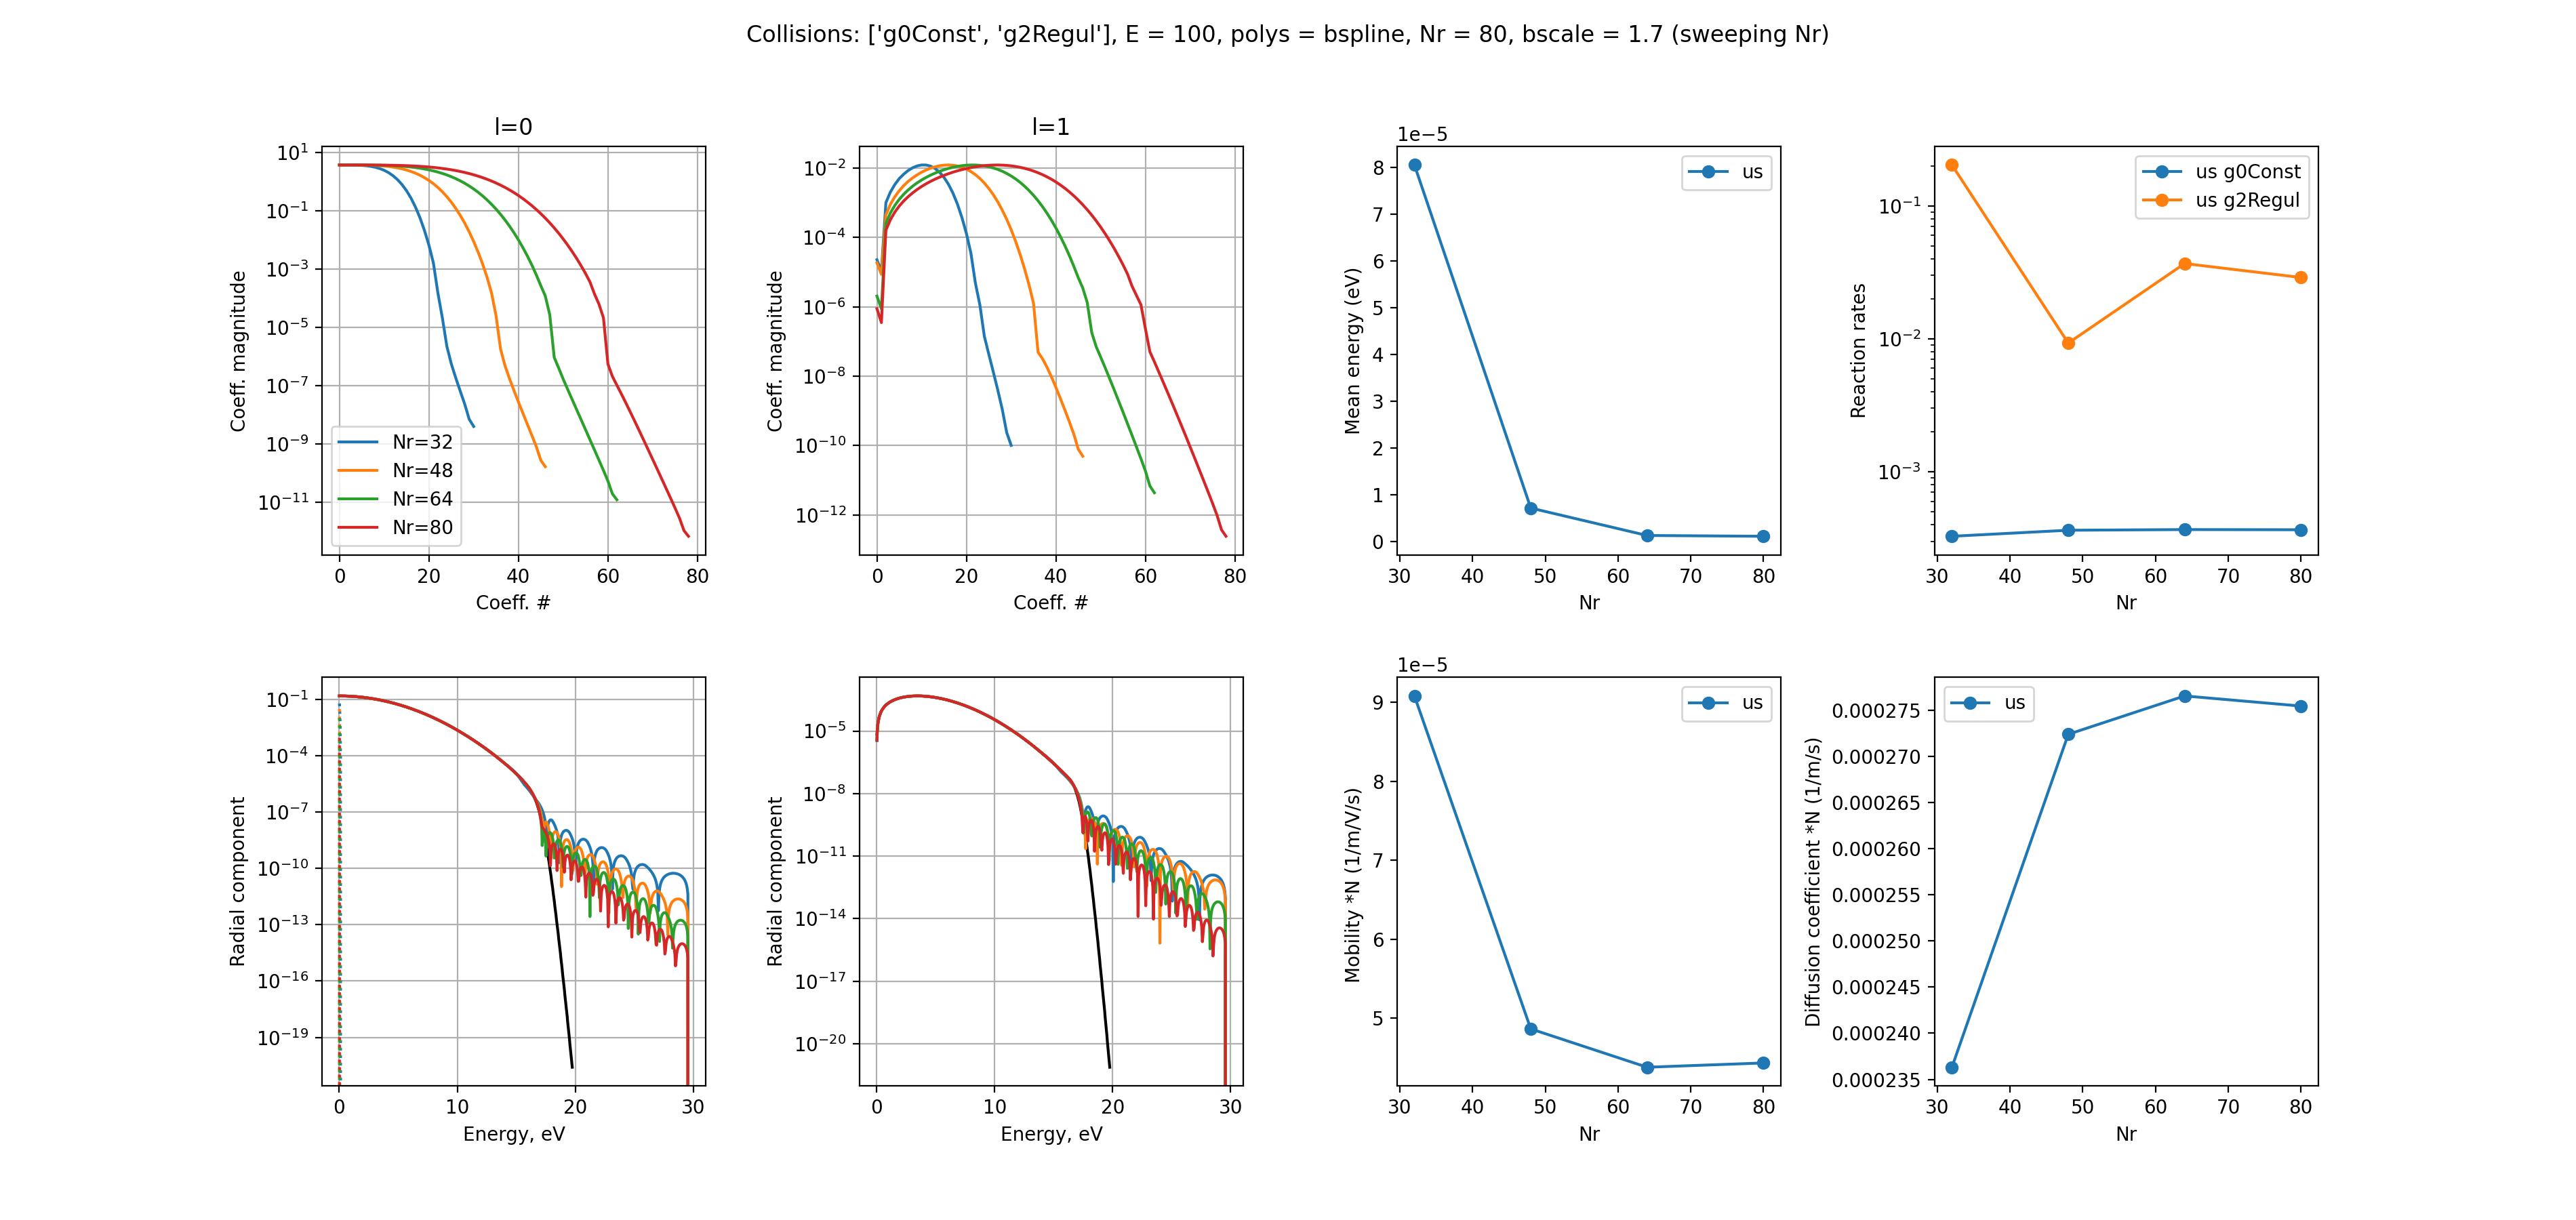 Collisions: ['g0Const', 'g2Regul'], E = 100, polys = bspline, Nr = 80, bscale = 1.7 (sweeping Nr)
l=0
10^1
10^-1
10^-3
10^-5
10^-7
10^-9
10^-11
Coeff. magnitude
Nr=32
Nr=48
Nr=64
Nr=80
0 20 40 60 80
Coeff. #
l=1
10^-2
10^-4
10^-6
10^-8
10^-10
10^-12
Coeff. magnitude
0 20 40 60 80
Coeff. #
1e−5
8
7
6
5
4
3
2
1
0
Mean energy (eV)
us
30 40 50 60 70 80
Nr
10^-1
10^-2
10^-3
Reaction rates
us g0Const
us g2Regul
30 40 50 60 70 80
Nr
10^-1
10^-4
10^-7
10^-10
10^-13
10^-16
10^-19
Radial component
0 10 20 30
Energy, eV
10^-5
10^-8
10^-11
10^-14
10^-17
10^-20
Radial component
0 10 20 30
Energy, eV
1e−5
9
8
7
6
5
Mobility *N (1/m/V/s)
us
30 40 50 60 70 80
Nr
0.000275
0.000270
0.000265
0.000260
0.000255
0.000250
0.000245
0.000240
0.000235
Diffusion coefficient *N (1/m/s)
us
30 40 50 60 70 80
Nr